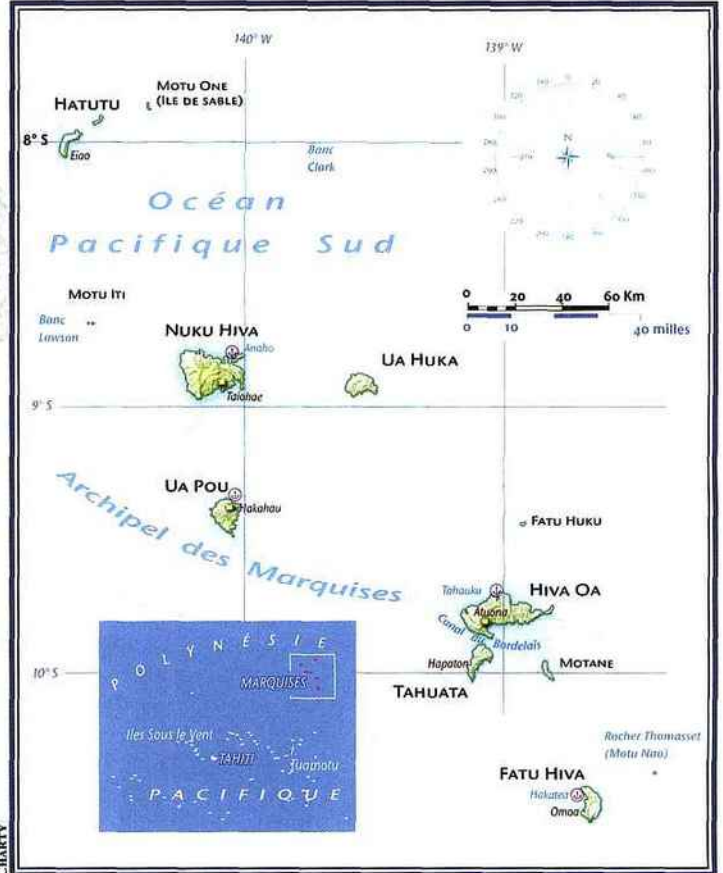 140° W
139° W
MOTU ONE
(ÎLE DE SABLE)
HATUTU
8° S
Eiao
Banc
Clark
N
Océan
Pacifique Sud
MOTU ITI
Banc
Lawson
0 20 40 60 Km
0 10 40 milles
NUKU HIVA
Anaho
Taiohae
UA HUKA
9° S
UA POU
Hakahau
Archipel des Marquises
FATU HUKU
Tahauku
HIVA OA
Atuona
Canal du Bordelais
Hapatoni
MOTANE
10° S
TAHUATA
POLYNÉSIE
MARQUISES
Iles Sous le Vent
TAHITI
Tuamotu
PACIFIQUE
Rocher Thomasset
(Motu Nao)
FATU HIVA
Hakatea
Omoa